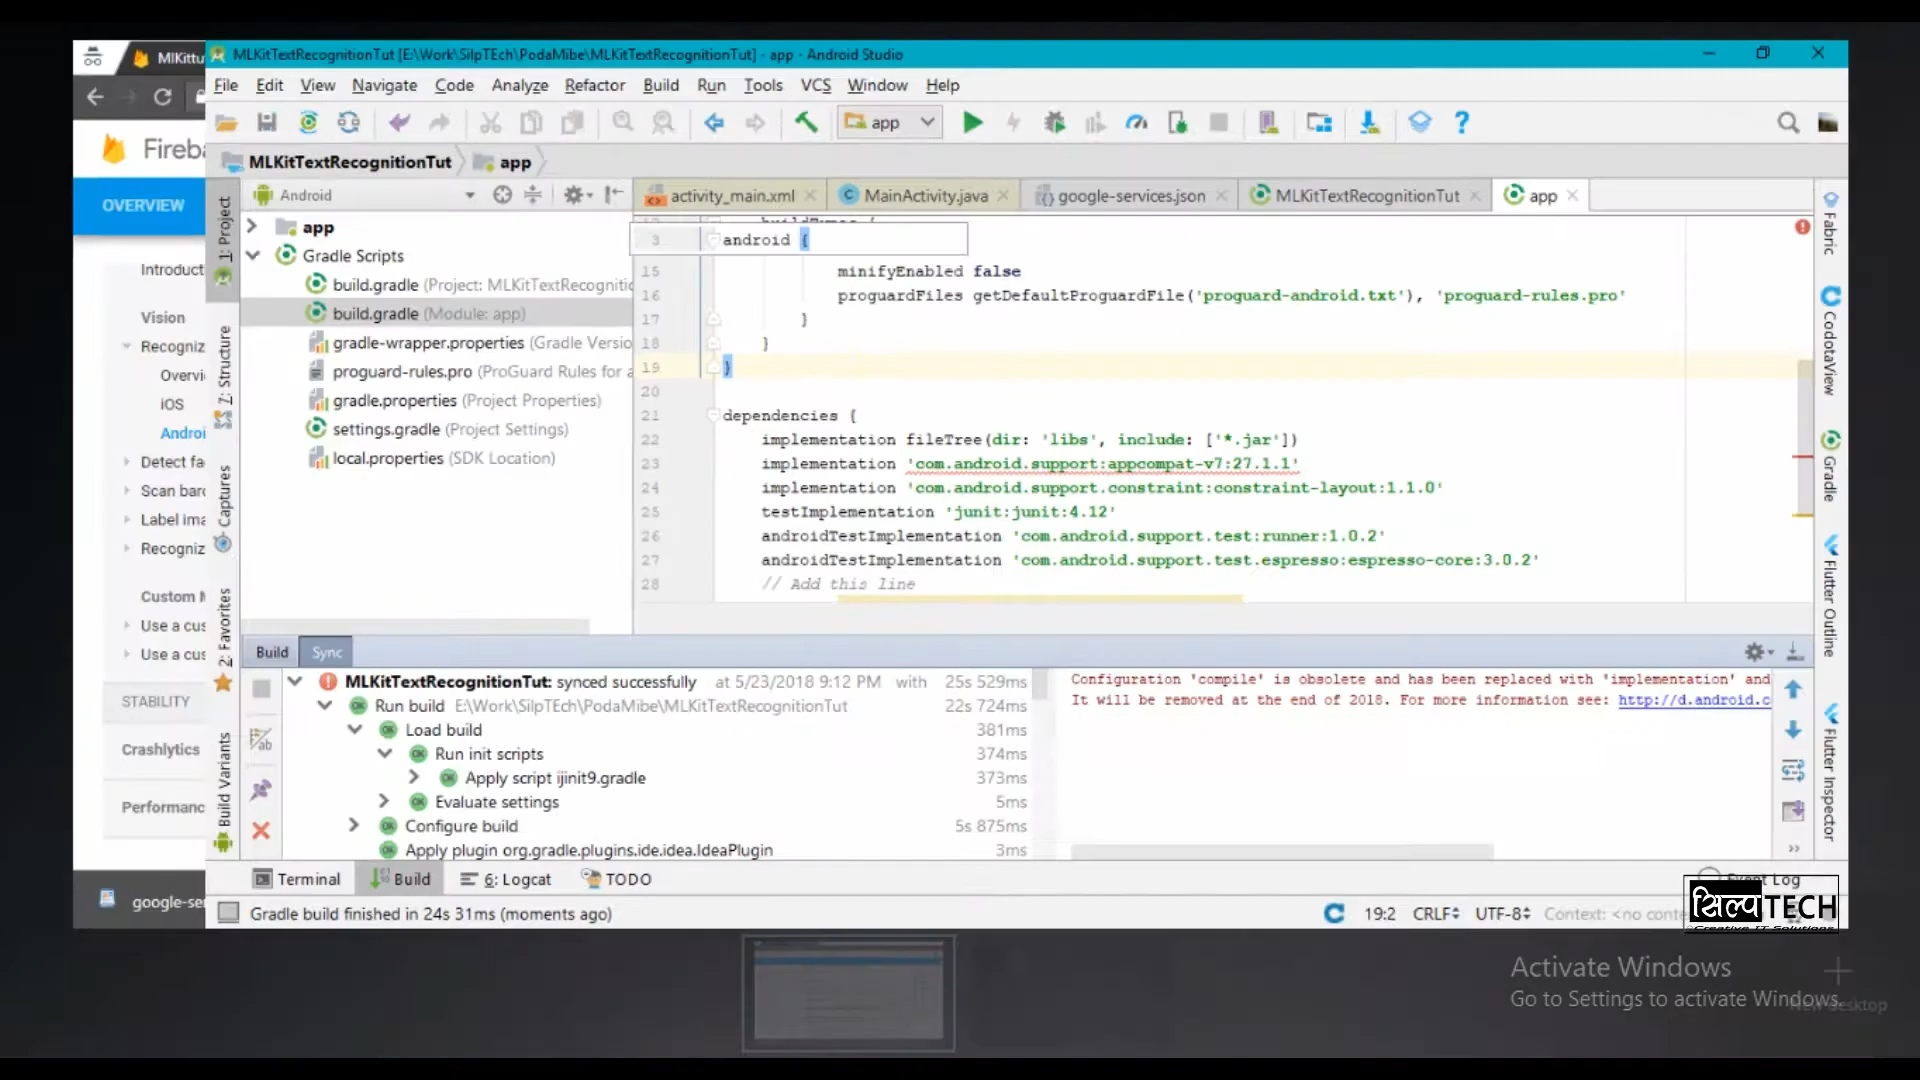 MlKittu
MLKitTextRecognitionTut [E:\Work\SilpTEch\PodaMibe\MLKitTextRecognitionTut] - app - Android Studio
File Edit View Navigate Code Analyze Refactor Build Run Tools VCS Window Help
app
Fireba
MLKitTextRecognitionTut app
OVERVIEW
Introduct
Vision
Recogniz
Overvi
iOS
Androi
Detect fa
Scan barc
Label ima
Recogniz
Custom M
Use a cus
Use a cus
STABILITY
Crashlytics
Performanc
google-se
1: Project
7: Structure
Captures
2: Favorites
Build Variants
Android
app
Gradle Scripts
build.gradle (Project: MLKitTextRecognitic
build.gradle (Module: app)
gradle-wrapper.properties (Gradle Versio
proguard-rules.pro (ProGuard Rules for a
gradle.properties (Project Properties)
settings.gradle (Project Settings)
local.properties (SDK Location)
activity_main.xml MainActivity.java google-services.json MLKitTextRecognitionTut app
3 android {
15 minifyEnabled false
16 proguardFiles getDefaultProguardFile('proguard-android.txt'), 'proguard-rules.pro'
17 }
18 }
19 }
20
21 dependencies {
22 implementation fileTree(dir: 'libs', include: ['*.jar'])
23 implementation 'com.android.support:appcompat-v7:27.1.1'
24 implementation 'com.android.support.constraint:constraint-layout:1.1.0'
25 testImplementation 'junit:junit:4.12'
26 androidTestImplementation 'com.android.support.test:runner:1.0.2'
27 androidTestImplementation 'com.android.support.test.espresso:espresso-core:3.0.2'
28 // Add this line
Fabric
CodotaView
Gradle
Flutter Outline
Flutter Inspector
Build Sync
MLKitTextRecognitionTut: synced successfully at 5/23/2018 9:12 PM with 25s 529ms
Run build E:\Work\SilpTEch\PodaMibe\MLKitTextRecognitionTut 22s 724ms
Load build 381ms
Run init scripts 374ms
Apply script ijinit9.gradle 373ms
Evaluate settings 5ms
Configure build 5s 875ms
Apply plugin org.gradle.plugins.ide.idea.IdeaPlugin 3ms
Configuration 'compile' is obsolete and has been replaced with 'implementation' and
It will be removed at the end of 2018. For more information see: http://d.android.c
Terminal Build 6: Logcat TODO Event Log
Gradle build finished in 24s 31ms (moments ago) 19:2 CRLF UTF-8 Context: <no conte
सिल्पTECH
Creative IT Solutions
Activate Windows
Go to Settings to activate Windows.
New desktop